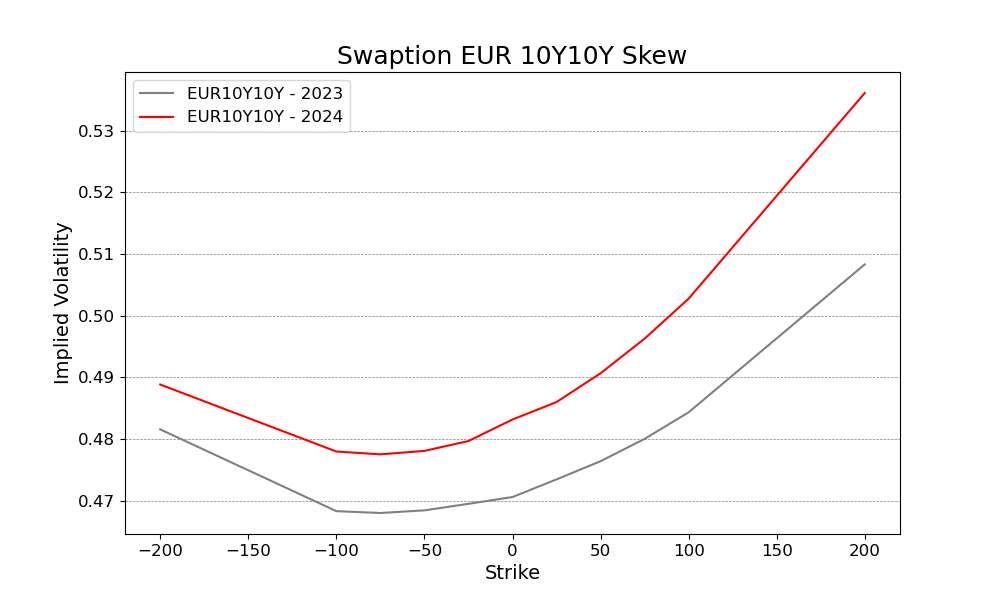 Swaption EUR 10Y10Y Skew
EUR10Y10Y - 2023
EUR10Y10Y - 2024
Implied Volatility
0.53
0.52
0.51
0.50
0.49
0.48
0.47
−200 −150 −100 −50 0 50 100 150 200
Strike